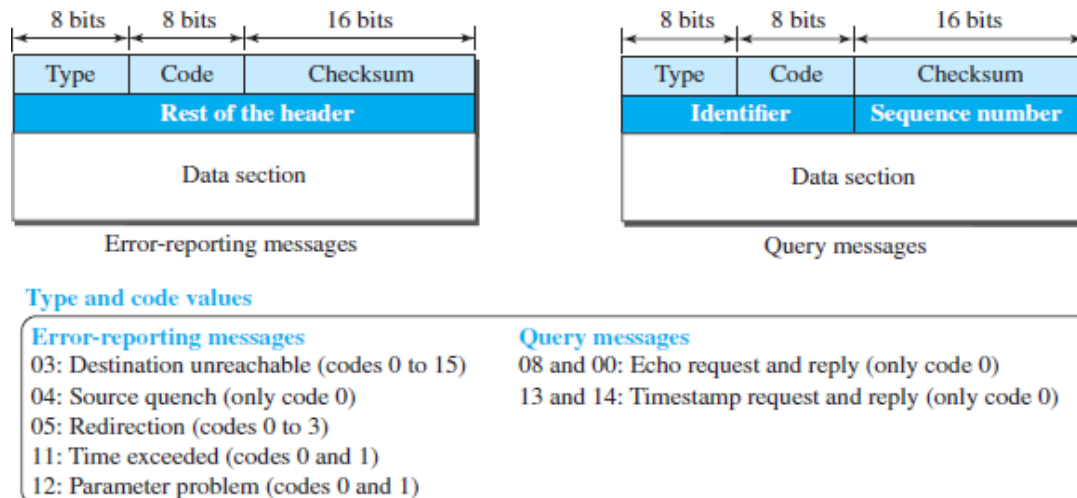 8 bits 8 bits 16 bits
Type Code Checksum
Rest of the header
Data section
Error-reporting messages
8 bits 8 bits 16 bits
Type Code Checksum
Identifier Sequence number
Data section
Query messages
Type and code values
Error-reporting messages
03: Destination unreachable (codes 0 to 15)
04: Source quench (only code 0)
05: Redirection (codes 0 to 3)
11: Time exceeded (codes 0 and 1)
12: Parameter problem (codes 0 and 1)
Query messages
08 and 00: Echo request and reply (only code 0)
13 and 14: Timestamp request and reply (only code 0)